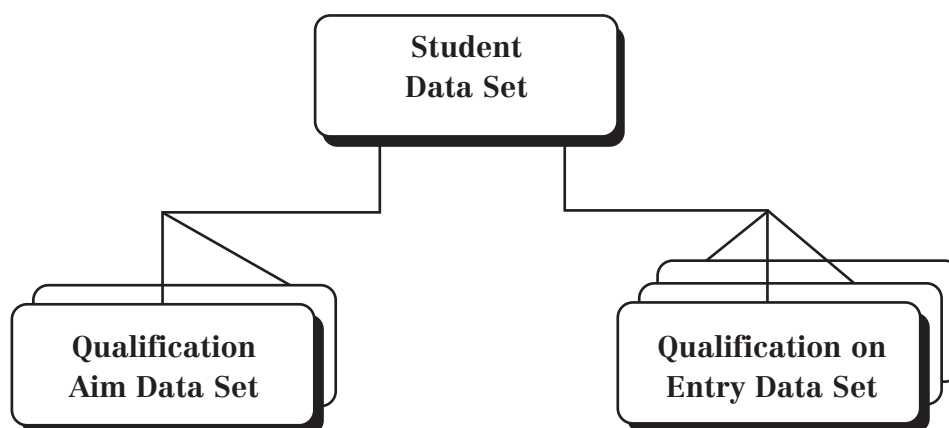 Student
Data Set
Qualification
Aim Data Set
Qualification on
Entry Data Set